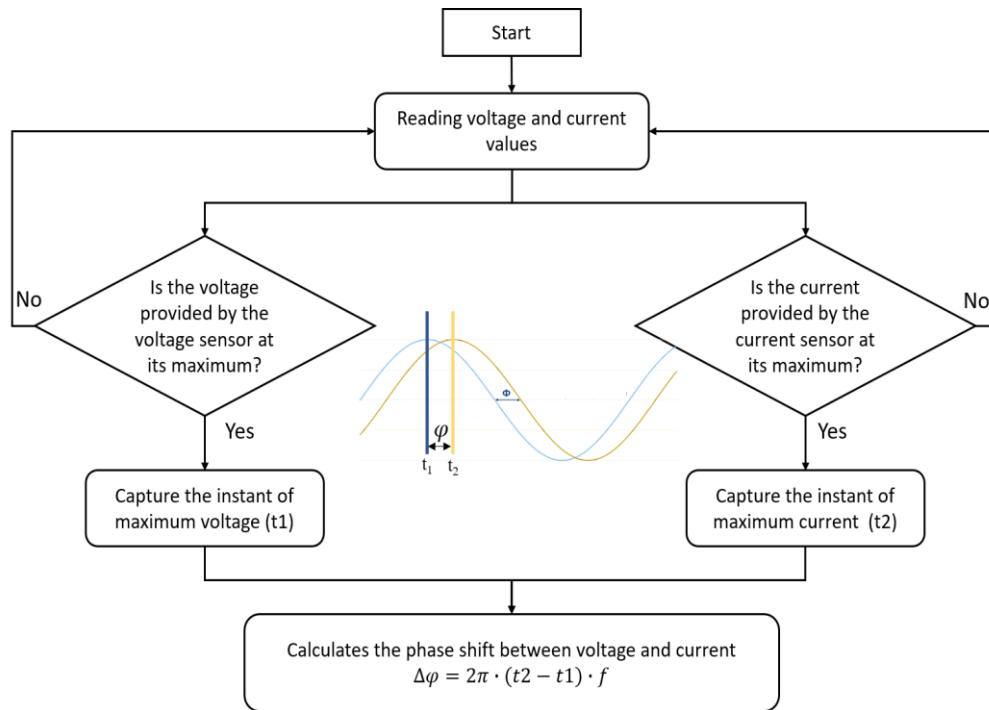 Start
Reading voltage and current
values
No
Is the voltage
provided by the
voltage sensor at
its maximum?
Is the current
provided by the
current sensor at
its maximum?
No
Φ
Yes
φ
t₁
t₂
Yes
Capture the instant of
maximum voltage (t1)
Capture the instant of
maximum current (t2)
Calculates the phase shift between voltage and current
Δφ = 2π · (t2 − t1) · f